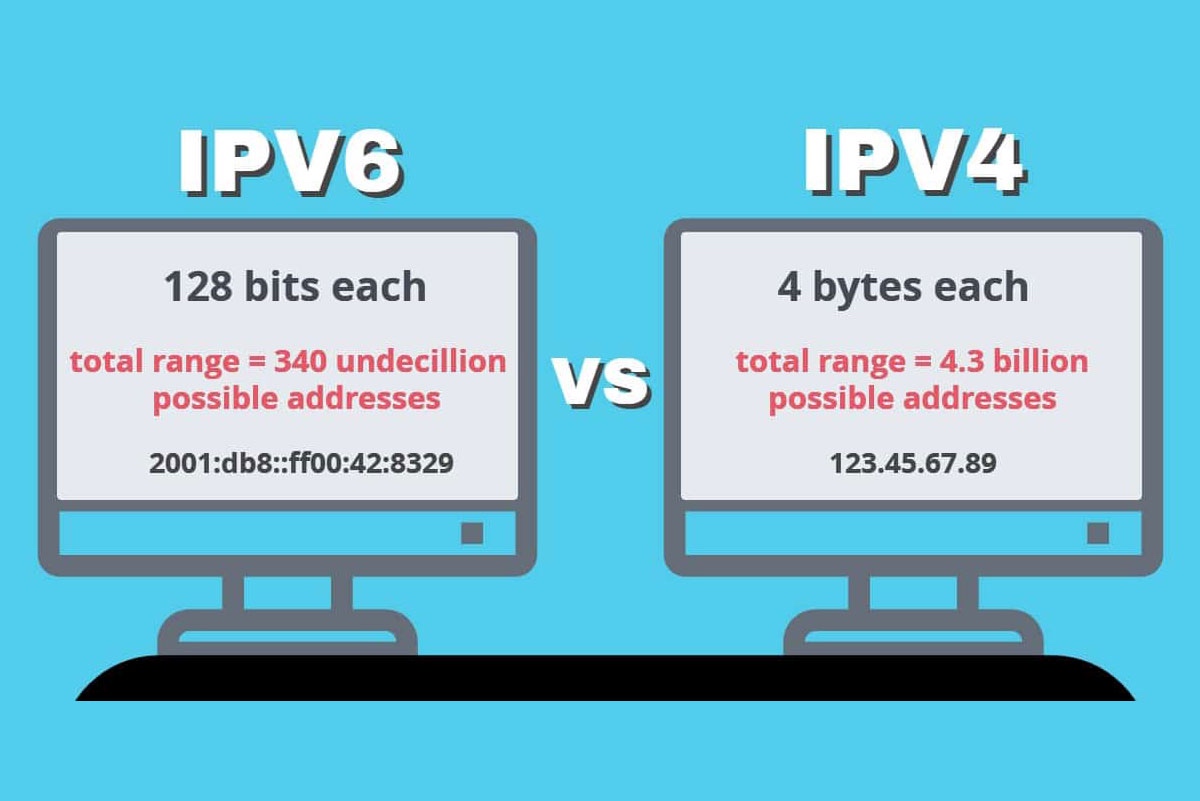 IPV6
128 bits each
total range = 340 undecillion
possible addresses
2001:db8::ff00:42:8329
VS
IPV4
4 bytes each
total range = 4.3 billion
possible addresses
123.45.67.89